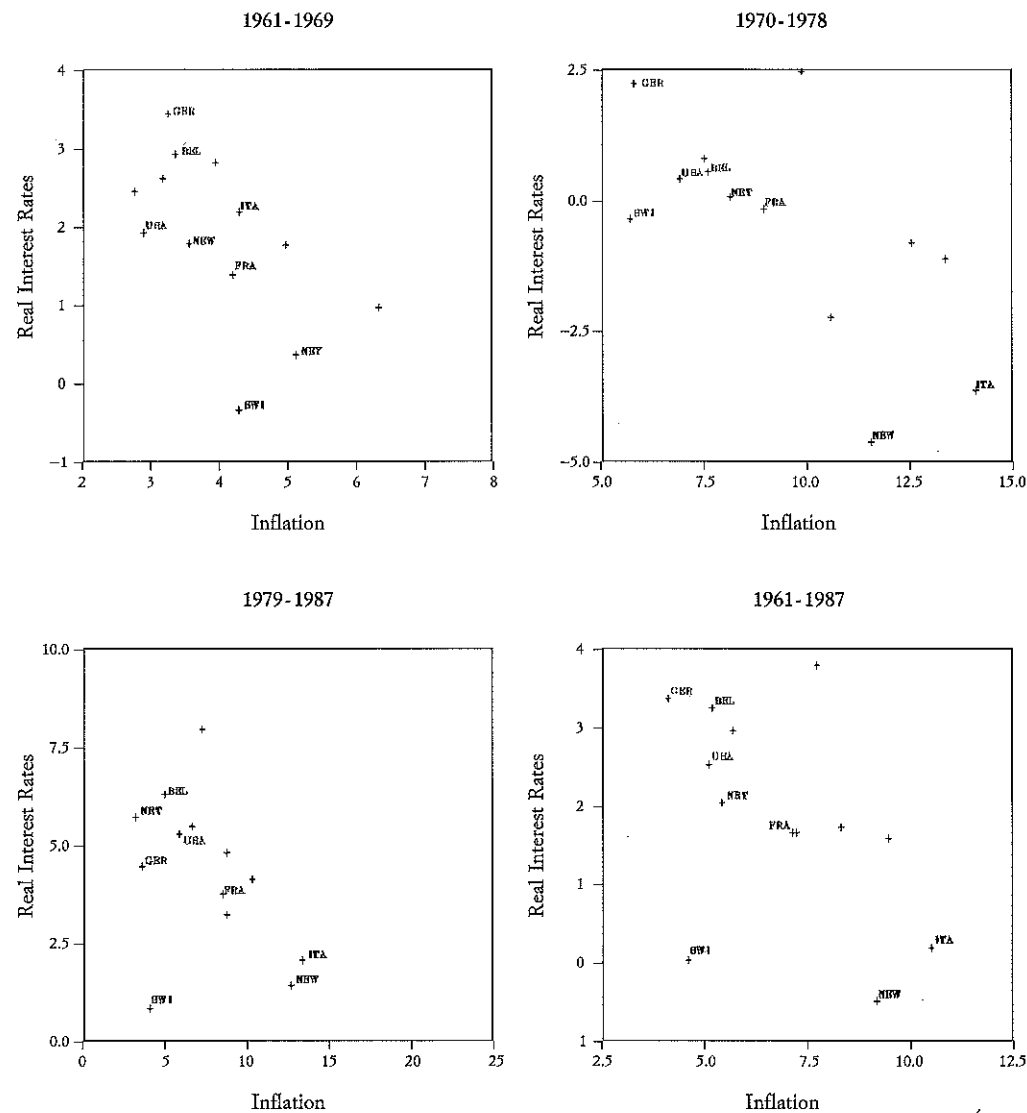 1961-1969
4
3
2
1
0
−1
2
3
4
5
6
7
8
Real Interest Rates
Inflation
GER
BEL
ITA
USA
NEW
FRA
NET
SWI
1970-1978
2.5
0.0
−2.5
−5.0
5.0
7.5
10.0
12.5
15.0
Real Interest Rates
Inflation
GER
USA
BEL
NET
FRA
SWI
ITA
NEW
1979-1987
10.0
7.5
5.0
2.5
0.0
0
5
10
15
20
25
Real Interest Rates
Inflation
BEL
NET
USA
GER
FRA
ITA
NEW
SWI
1961-1987
4
3
2
1
0
1
2.5
5.0
7.5
10.0
12.5
Real Interest Rates
Inflation
GER
BEL
USA
NET
FRA
SWI
ITA
NEW